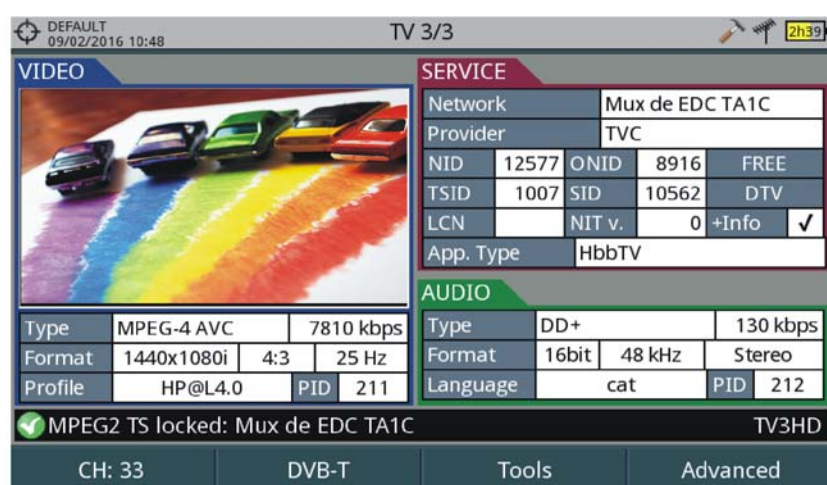 DEFAULT
09/02/2016 10:48
TV 3/3
2h39
VIDEO
Type MPEG-4 AVC 7810 kbps
Format 1440x1080i 4:3 25 Hz
Profile HP@L4.0 PID 211
SERVICE
Network Mux de EDC TA1C
Provider TVC
NID 12577 ONID 8916 FREE
TSID 1007 SID 10562 DTV
LCN NIT v. 0 +Info ✓
App. Type HbbTV
AUDIO
Type DD+ 130 kbps
Format 16bit 48 kHz Stereo
Language cat PID 212
MPEG2 TS locked: Mux de EDC TA1C TV3HD
CH: 33 DVB-T Tools Advanced